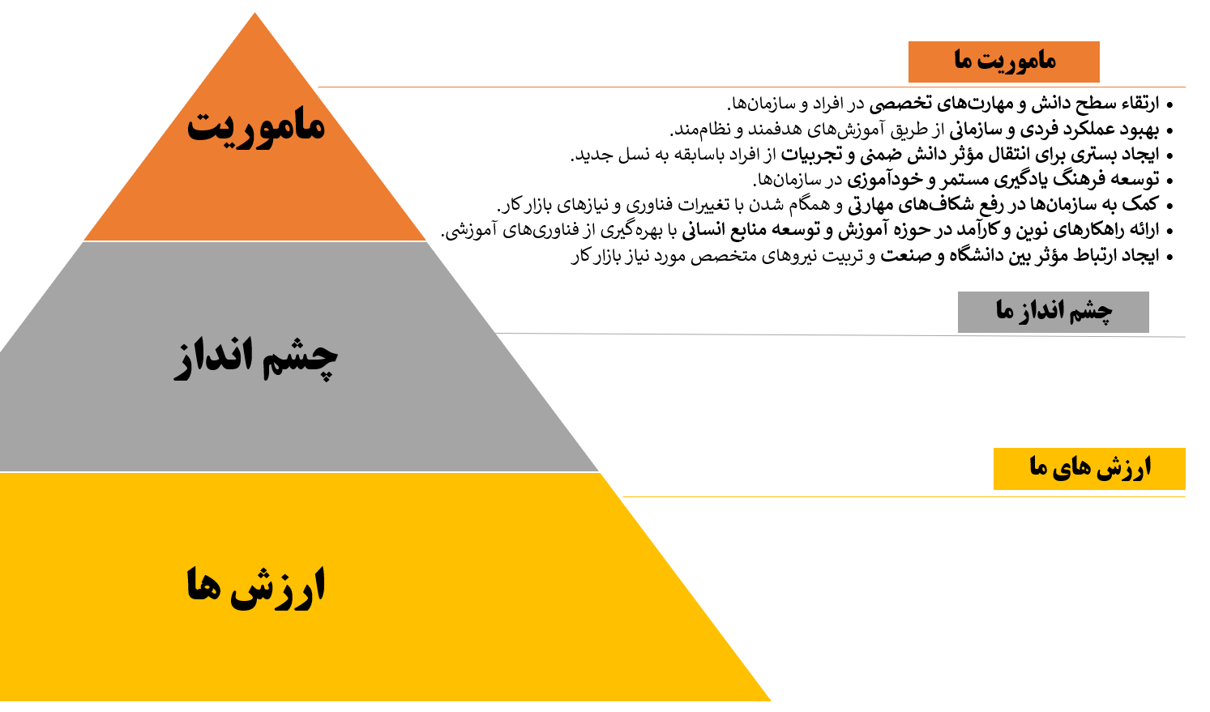 ماموریت
چشم انداز
ارزش ها
ماموریت ما
• ارتقاء سطح دانش و مهارت‌های تخصصی در افراد و سازمان‌ها.
• بهبود عملکرد فردی و سازمانی از طریق آموزش‌های هدفمند و نظام‌مند.
• ایجاد بستری برای انتقال مؤثر دانش ضمنی و تجربیات از افراد باسابقه به نسل جدید.
• توسعه فرهنگ یادگیری مستمر و خودآموزی در سازمان‌ها.
• کمک به سازمان‌ها در رفع شکاف‌های مهارتی و همگام شدن با تغییرات فناوری و نیازهای بازار کار.
• ارائه راهکارهای نوین و کارآمد در حوزه آموزش و توسعه منابع انسانی با بهره‌گیری از فناوری‌های آموزشی.
• ایجاد ارتباط مؤثر بین دانشگاه و صنعت و تربیت نیروهای متخصص مورد نیاز بازار کار
چشم انداز ما
ارزش های ما